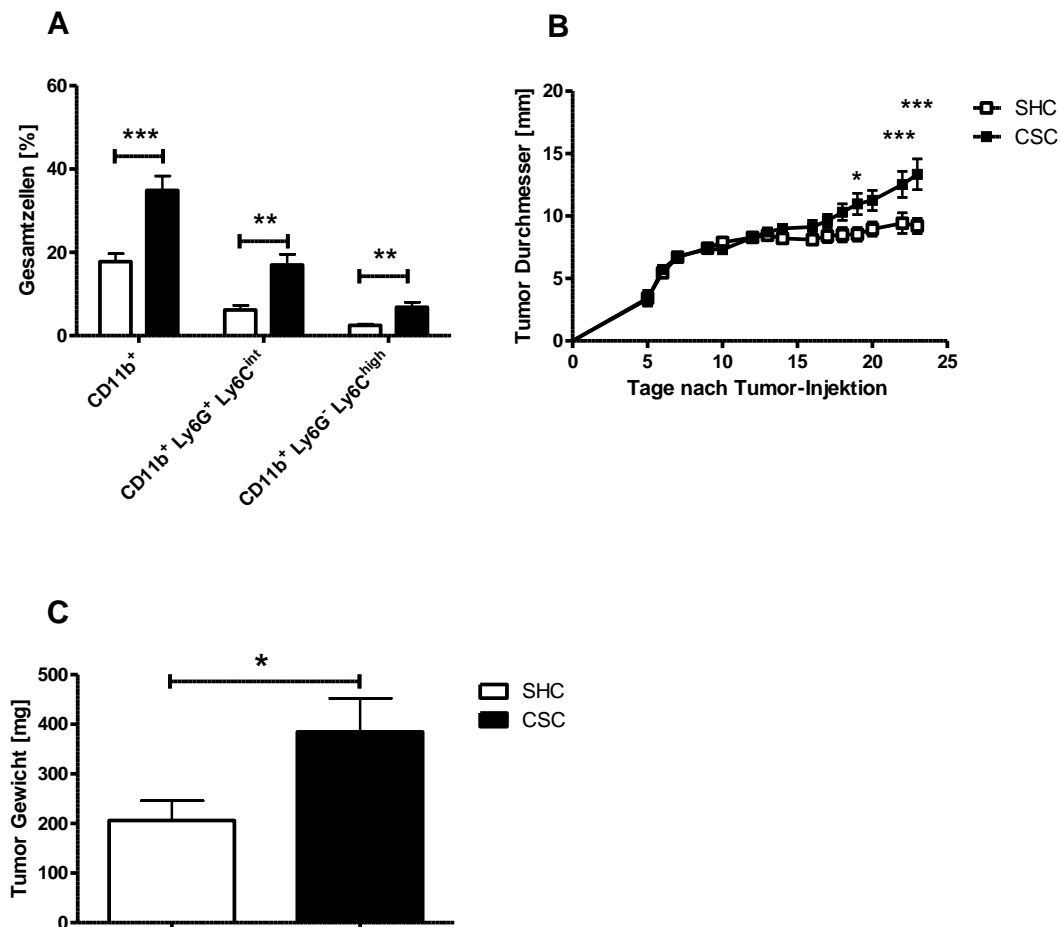 A
60
40
20
0
Gesamtzellen [%]
***
**
**
CD11b⁺
CD11b⁺ Ly6G⁺ Ly6Cⁱⁿᵗ
CD11b⁺ Ly6G⁻ Ly6Cʰⁱᵍʰ
B
20
15
10
5
0
Tumor Durchmesser [mm]
***
***
*
0 5 10 15 20 25
Tage nach Tumor-Injektion
SHC
CSC
C
500
400
300
200
100
0
Tumor Gewicht [mg]
*
SHC
CSC